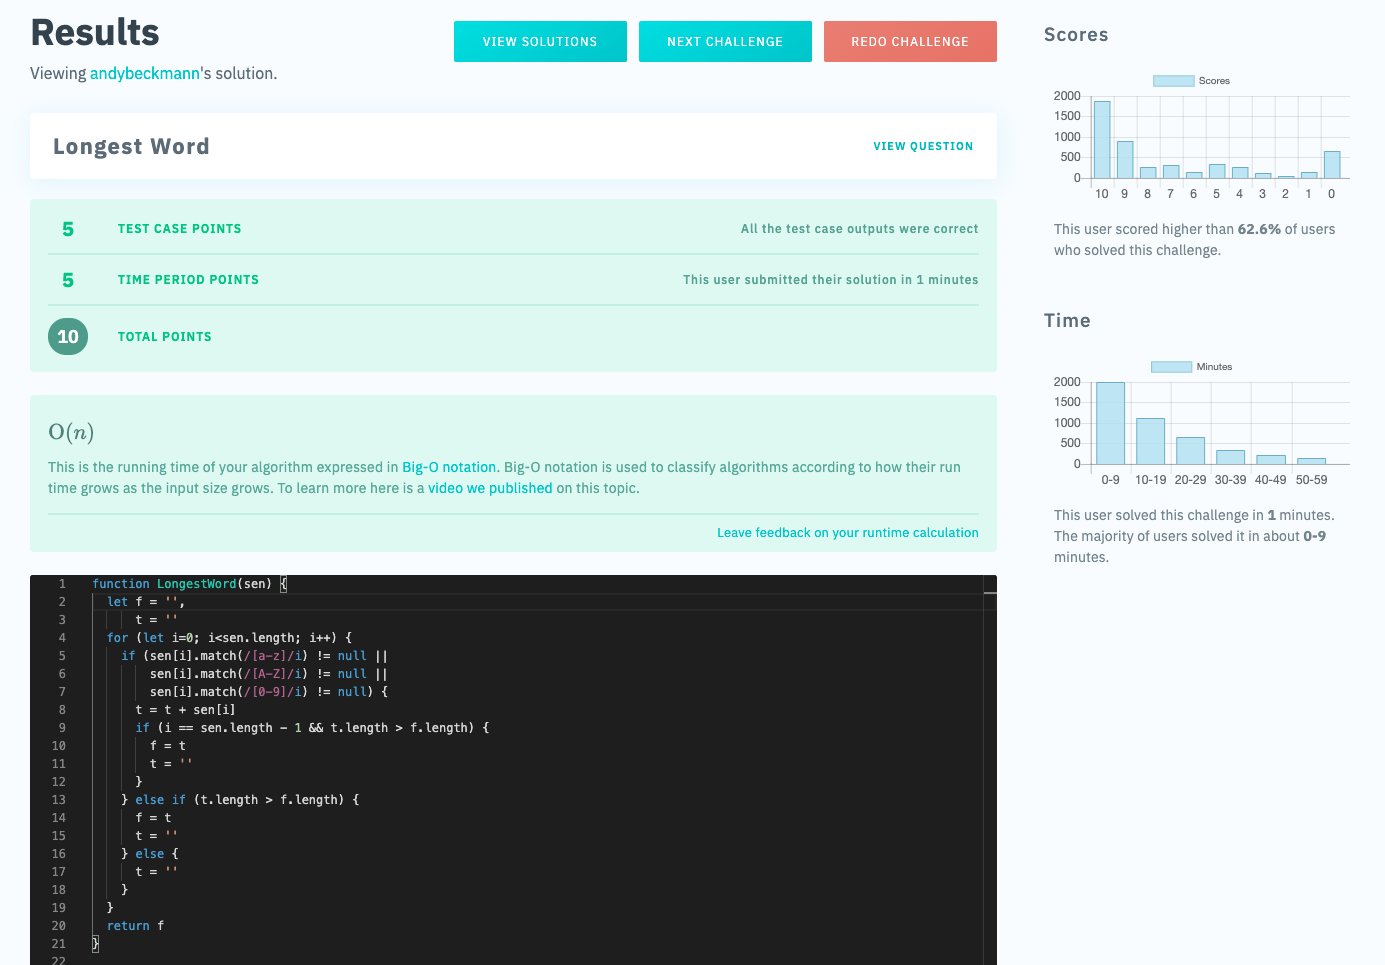 Results
VIEW SOLUTIONS
NEXT CHALLENGE
REDO CHALLENGE
Viewing andybeckmann's solution.
Longest Word
VIEW QUESTION
5 TEST CASE POINTS All the test case outputs were correct
5 TIME PERIOD POINTS This user submitted their solution in 1 minutes
10 TOTAL POINTS
O(n)
This is the running time of your algorithm expressed in Big-O notation. Big-O notation is used to classify algorithms according to how their run
time grows as the input size grows. To learn more here is a video we published on this topic.
Leave feedback on your runtime calculation
1 function LongestWord(sen) {
2 let f = '',
3 t = ''
4 for (let i=0; i<sen.length; i++) {
5 if (sen[i].match(/[a-z]/i) != null ||
6 sen[i].match(/[A-Z]/i) != null ||
7 sen[i].match(/[0-9]/i) != null) {
8 t = t + sen[i]
9 if (i == sen.length - 1 && t.length > f.length) {
10 f = t
11 t = ''
12 }
13 } else if (t.length > f.length) {
14 f = t
15 t = ''
16 } else {
17 t = ''
18 }
19 }
20 return f
21 }
22
Scores
Scores
2000
1500
1000
500
0
10 9 8 7 6 5 4 3 2 1 0
This user scored higher than 62.6% of users
who solved this challenge.
Time
Minutes
2000
1500
1000
500
0
0-9 10-19 20-29 30-39 40-49 50-59
This user solved this challenge in 1 minutes.
The majority of users solved it in about 0-9
minutes.